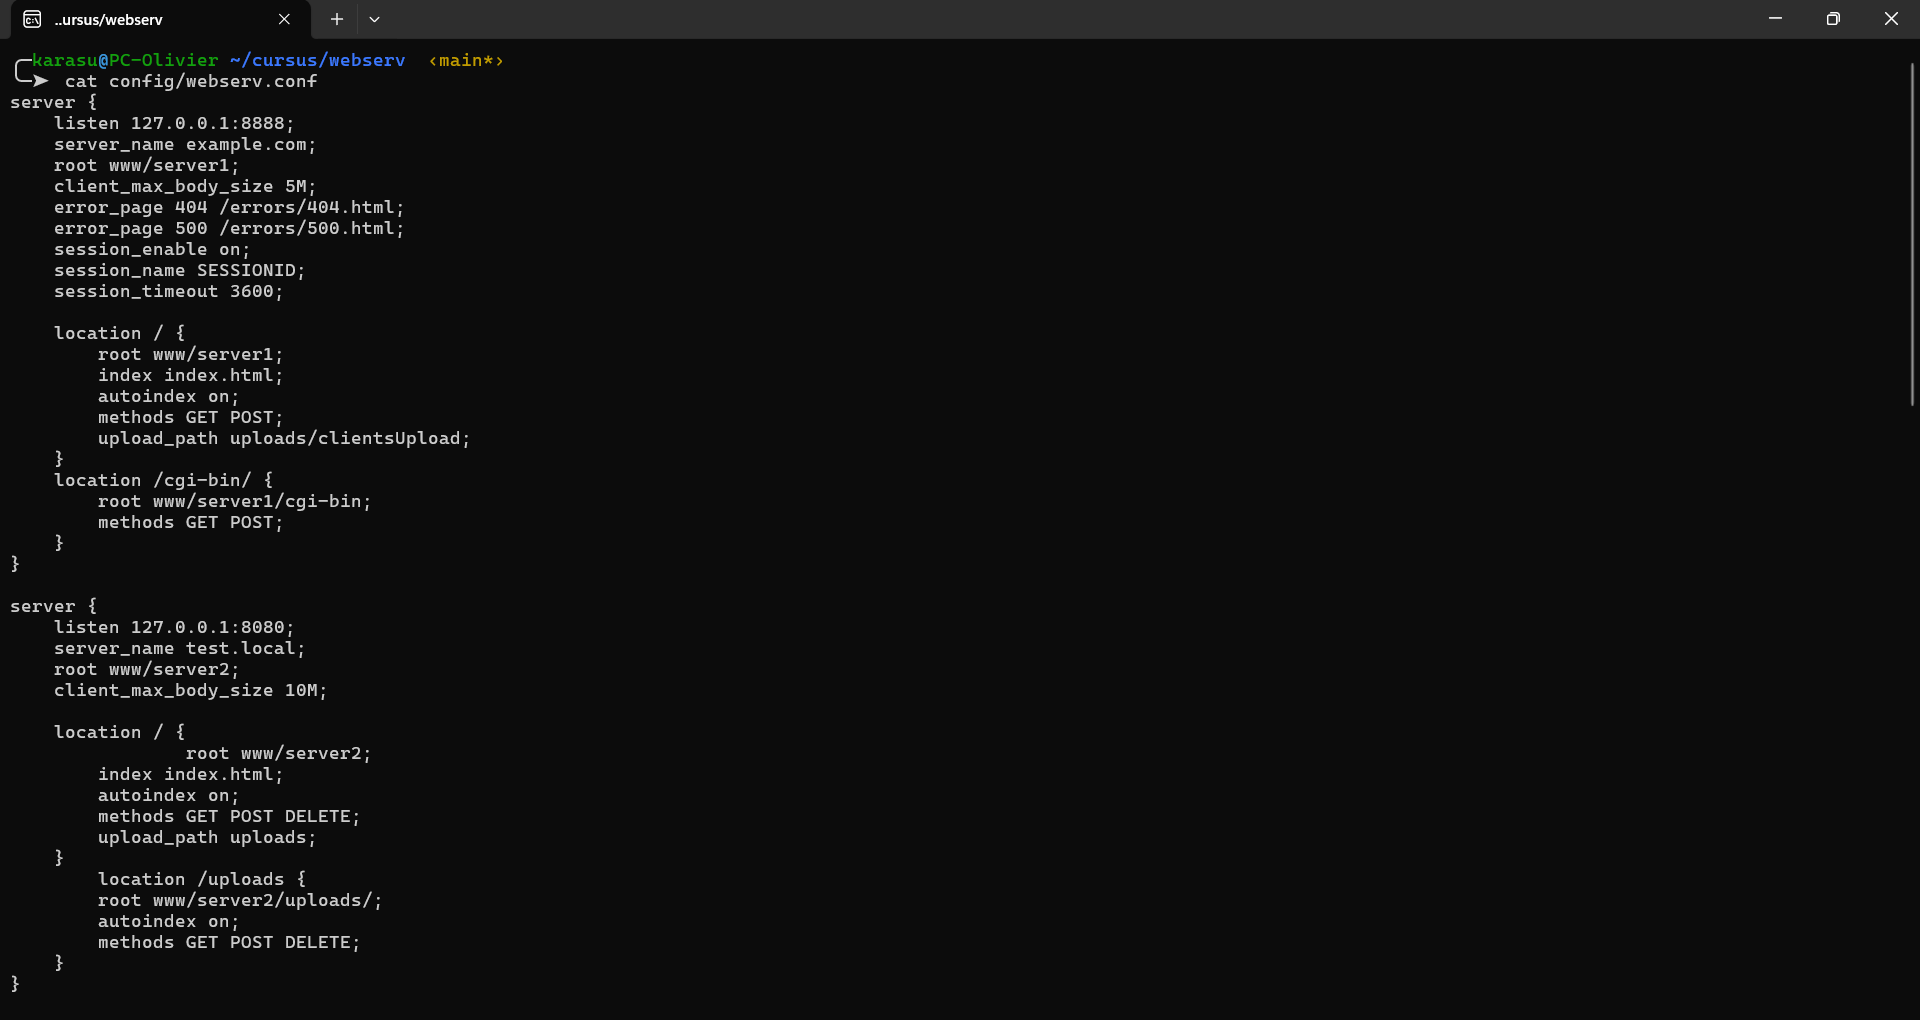 ..ursus/webserv
karasu@PC-Olivier ~/cursus/webserv ‹main*›
➤ cat config/webserv.conf
server {
    listen 127.0.0.1:8888;
    server_name example.com;
    root www/server1;
    client_max_body_size 5M;
    error_page 404 /errors/404.html;
    error_page 500 /errors/500.html;
    session_enable on;
    session_name SESSIONID;
    session_timeout 3600;

    location / {
        root www/server1;
        index index.html;
        autoindex on;
        methods GET POST;
        upload_path uploads/clientsUpload;
    }
    location /cgi-bin/ {
        root www/server1/cgi-bin;
        methods GET POST;
    }
}

server {
    listen 127.0.0.1:8080;
    server_name test.local;
    root www/server2;
    client_max_body_size 10M;

    location / {
                root www/server2;
        index index.html;
        autoindex on;
        methods GET POST DELETE;
        upload_path uploads;
    }
        location /uploads {
        root www/server2/uploads/;
        autoindex on;
        methods GET POST DELETE;
    }
}